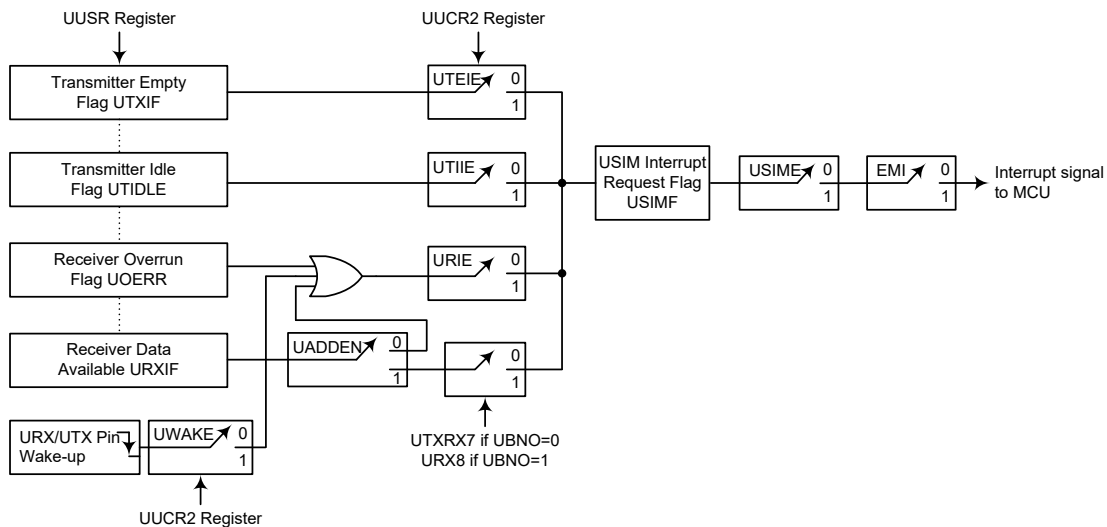 UUSR Register
UUCR2 Register
Transmitter Empty
Flag UTXIF
UTEIE
0
1
Transmitter Idle
Flag UTIDLE
UTIIE
0
1
USIM Interrupt
Request Flag
USIMF
USIME
0
1
EMI
0
1
Interrupt signal
to MCU
Receiver Overrun
Flag UOERR
URIE
0
1
Receiver Data
Available URXIF
UADDEN
0
1
0
1
URX/UTX Pin
Wake-up
UWAKE
0
1
UTXRX7 if UBNO=0
URX8 if UBNO=1
UUCR2 Register